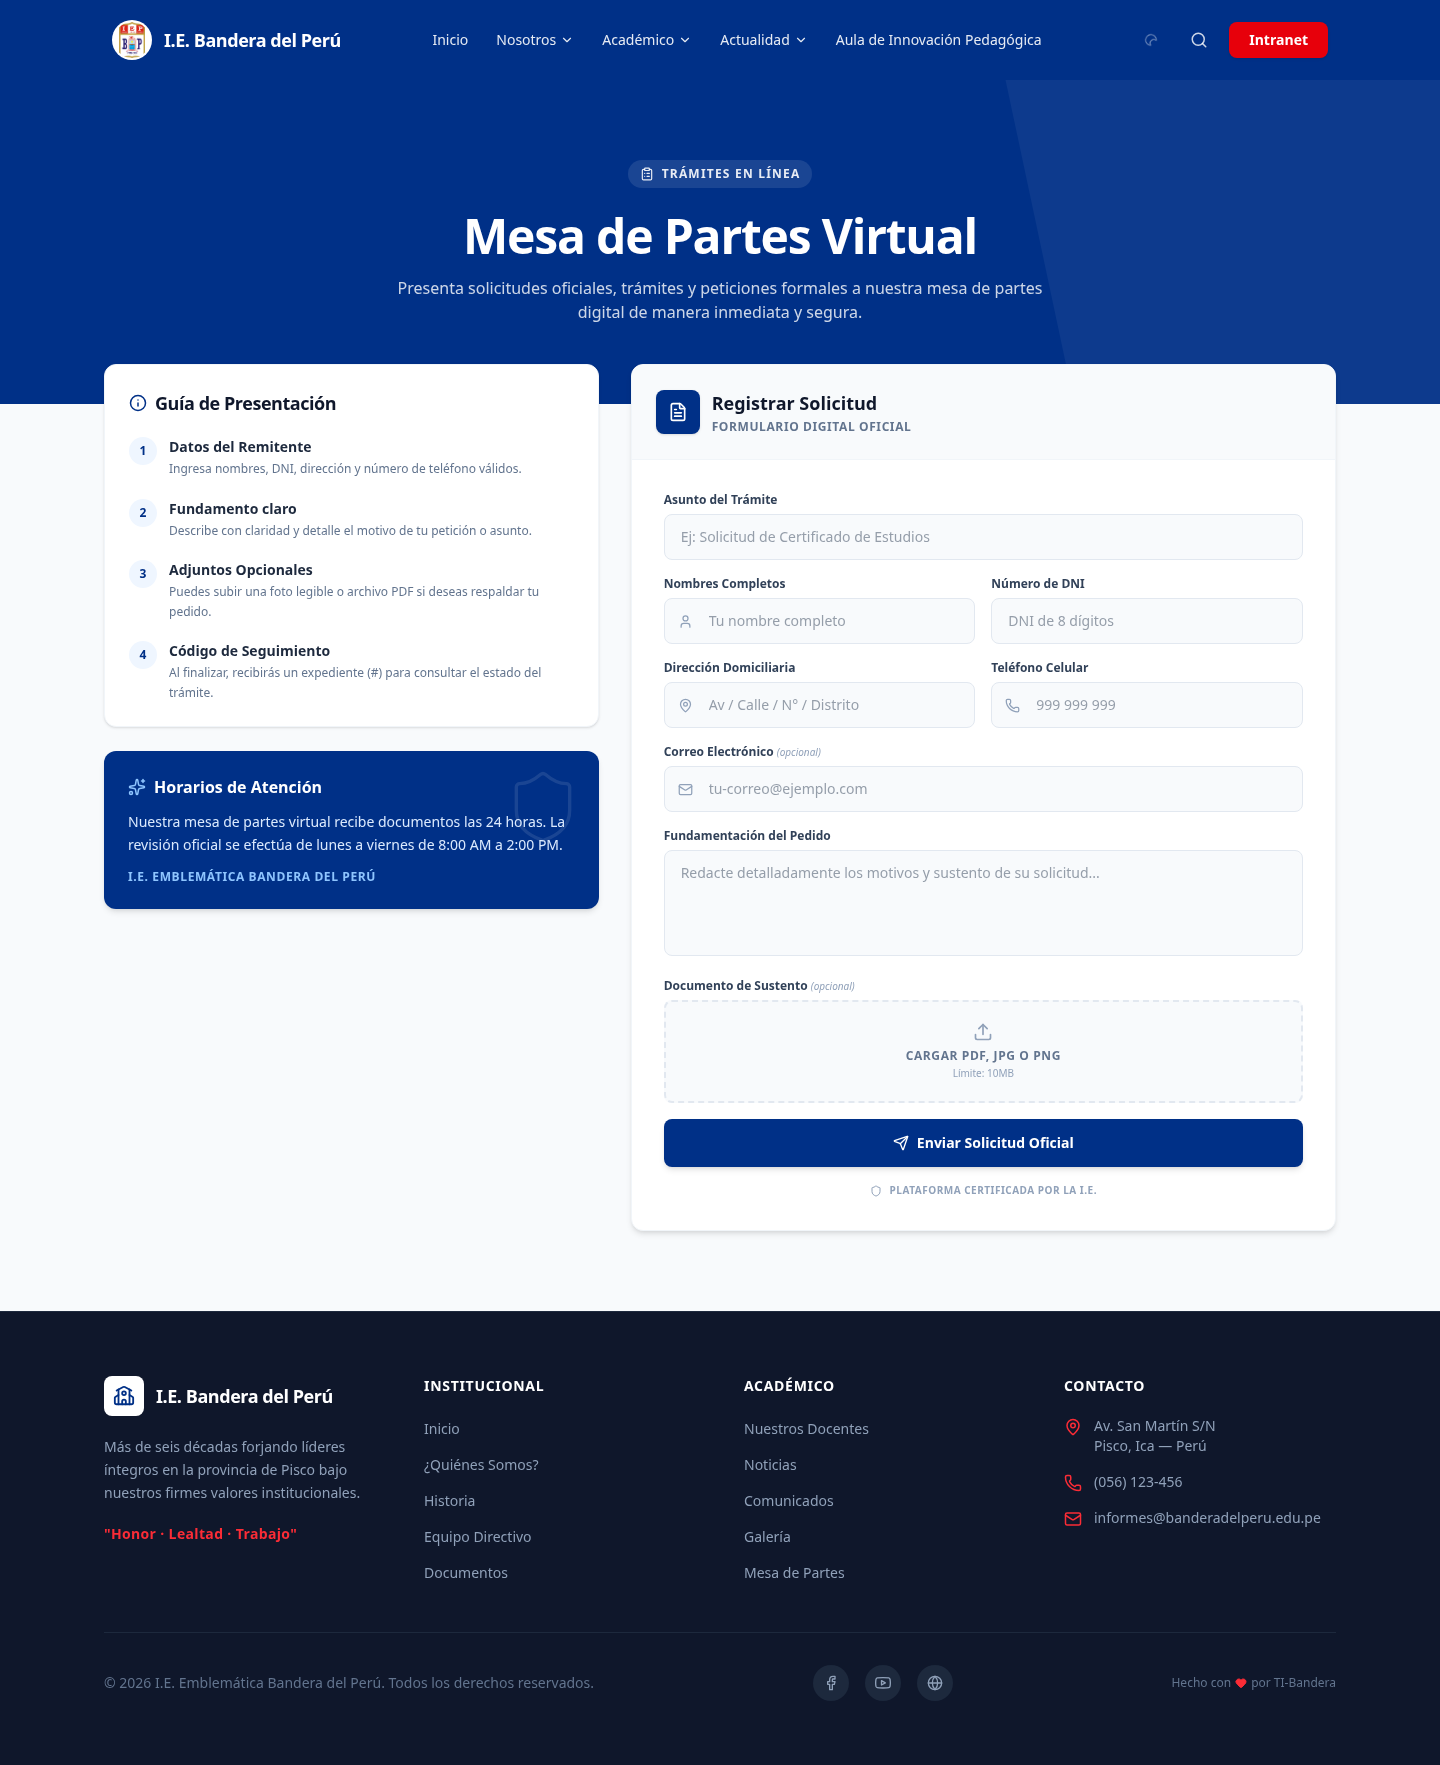 I.E. Bandera del Perú
Inicio
Nosotros
Académico
Actualidad
Aula de Innovación Pedagógica
Intranet
TRÁMITES EN LÍNEA
Mesa de Partes Virtual
Presenta solicitudes oficiales, trámites y peticiones formales a nuestra mesa de partes
digital de manera inmediata y segura.
Guía de Presentación
1
Datos del Remitente
Ingresa nombres, DNI, dirección y número de teléfono válidos.
2
Fundamento claro
Describe con claridad y detalle el motivo de tu petición o asunto.
3
Adjuntos Opcionales
Puedes subir una foto legible o archivo PDF si deseas respaldar tu
pedido.
4
Código de Seguimiento
Al finalizar, recibirás un expediente (#) para consultar el estado del
trámite.
Horarios de Atención
Nuestra mesa de partes virtual recibe documentos las 24 horas. La
revisión oficial se efectúa de lunes a viernes de 8:00 AM a 2:00 PM.
I.E. EMBLEMÁTICA BANDERA DEL PERÚ
Registrar Solicitud
FORMULARIO DIGITAL OFICIAL
Asunto del Trámite
Ej: Solicitud de Certificado de Estudios
Nombres Completos
Tu nombre completo
Número de DNI
DNI de 8 dígitos
Dirección Domiciliaria
Av / Calle / N° / Distrito
Teléfono Celular
999 999 999
Correo Electrónico (opcional)
tu-correo@ejemplo.com
Fundamentación del Pedido
Redacte detalladamente los motivos y sustento de su solicitud...
Documento de Sustento (opcional)
CARGAR PDF, JPG O PNG
Límite: 10MB
Enviar Solicitud Oficial
PLATAFORMA CERTIFICADA POR LA I.E.
I.E. Bandera del Perú
Más de seis décadas forjando líderes
íntegros en la provincia de Pisco bajo
nuestros firmes valores institucionales.
"Honor · Lealtad · Trabajo"
INSTITUCIONAL
Inicio
¿Quiénes Somos?
Historia
Equipo Directivo
Documentos
ACADÉMICO
Nuestros Docentes
Noticias
Comunicados
Galería
Mesa de Partes
CONTACTO
Av. San Martín S/N
Pisco, Ica — Perú
(056) 123-456
informes@banderadelperu.edu.pe
© 2026 I.E. Emblemática Bandera del Perú. Todos los derechos reservados.
Hecho con
por TI-Bandera